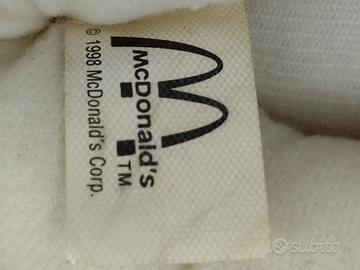 McDonald's
TM
© 1998 McDonald's Corp.
subito